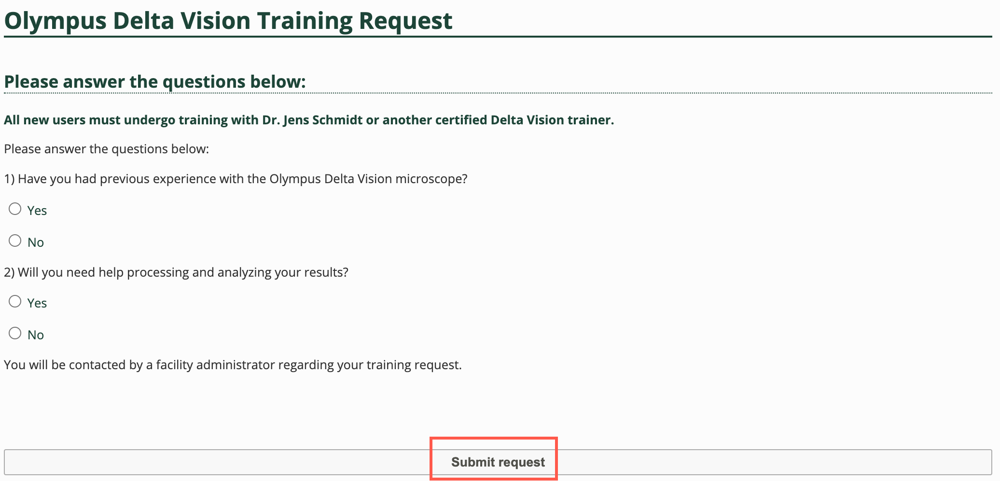 Olympus Delta Vision Training Request
Please answer the questions below:
All new users must undergo training with Dr. Jens Schmidt or another certified Delta Vision trainer.
Please answer the questions below:
1) Have you had previous experience with the Olympus Delta Vision microscope?
Yes
No
2) Will you need help processing and analyzing your results?
Yes
No
You will be contacted by a facility administrator regarding your training request.
Submit request